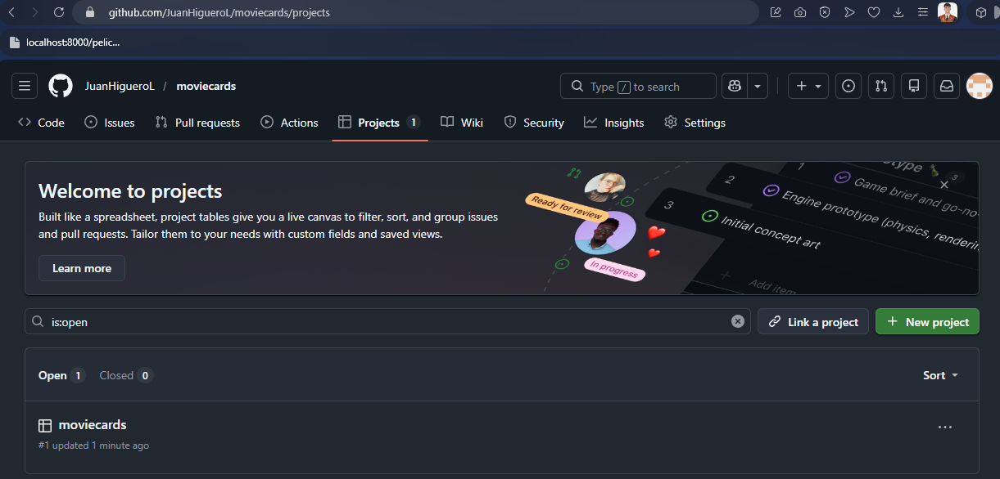 github.com/JuanHigueroL/moviecards/projects
localhost:8000/pelic...
JuanHigueroL / moviecards
Type / to search
Code Issues Pull requests Actions Projects 1 Wiki Security Insights Settings
Welcome to projects
Built like a spreadsheet, project tables give you a live canvas to filter, sort, and group issues
and pull requests. Tailor them to your needs with custom fields and saved views.
Learn more
Ready for review
In progress
1 Game brief and go-no-
3
2 Engine prototype (physics, renderin
3 Initial concept art
+ Add item
is:open
Link a project
New project
Open 1 Closed 0
Sort
moviecards
#1 updated 1 minute ago